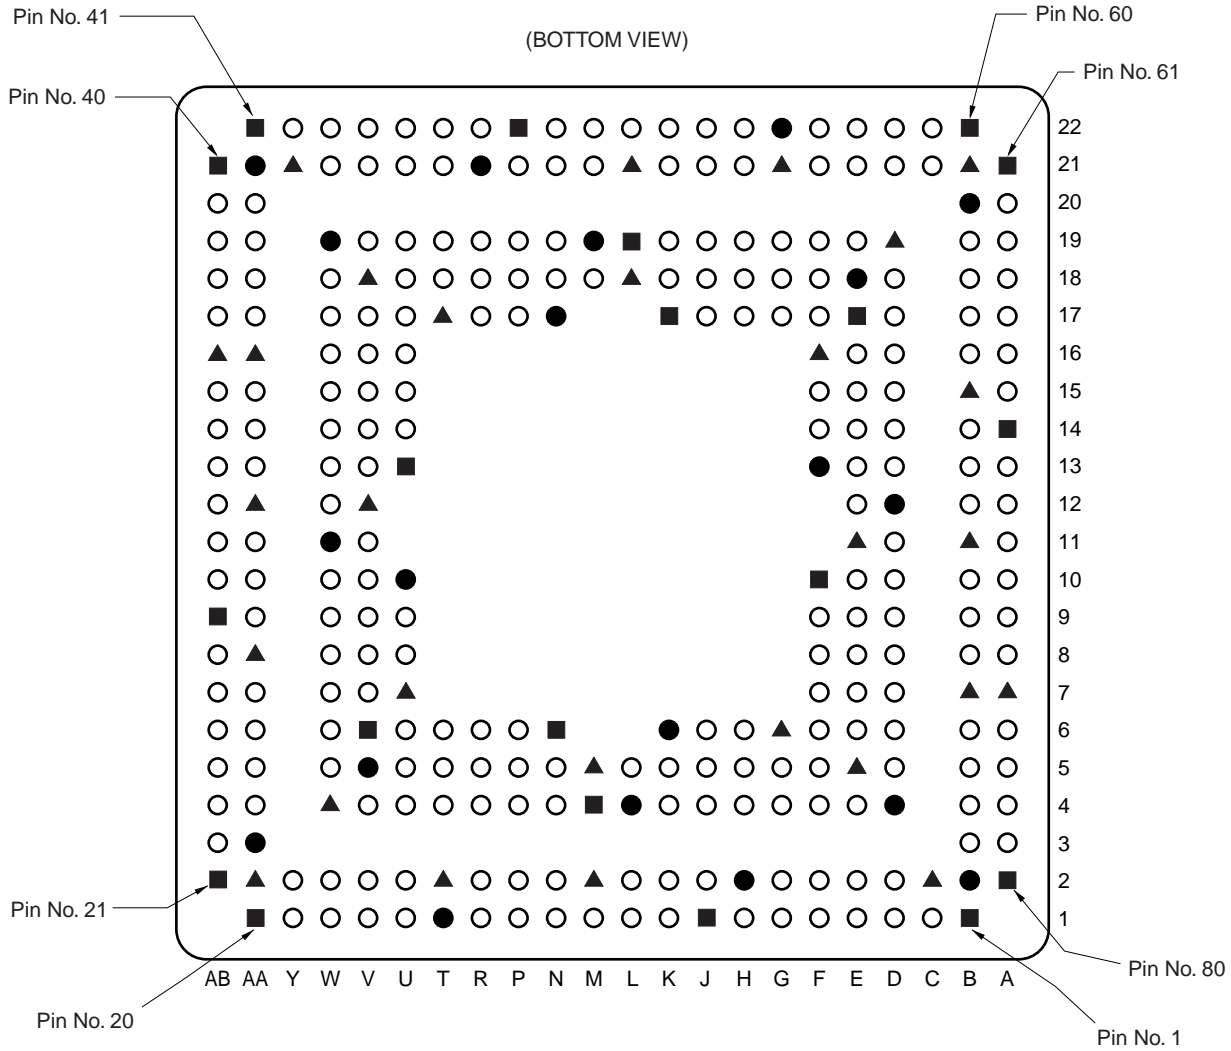 Pin No. 41
Pin No. 60
(BOTTOM VIEW)
Pin No. 61
Pin No. 40
22
21
20
19
18
17
16
15
14
13
12
11
10
9
8
7
6
5
4
3
2
1
Pin No. 21
AB AA Y W V U T R P N M L K J H G F E D C B A
Pin No. 80
Pin No. 20
Pin No. 1